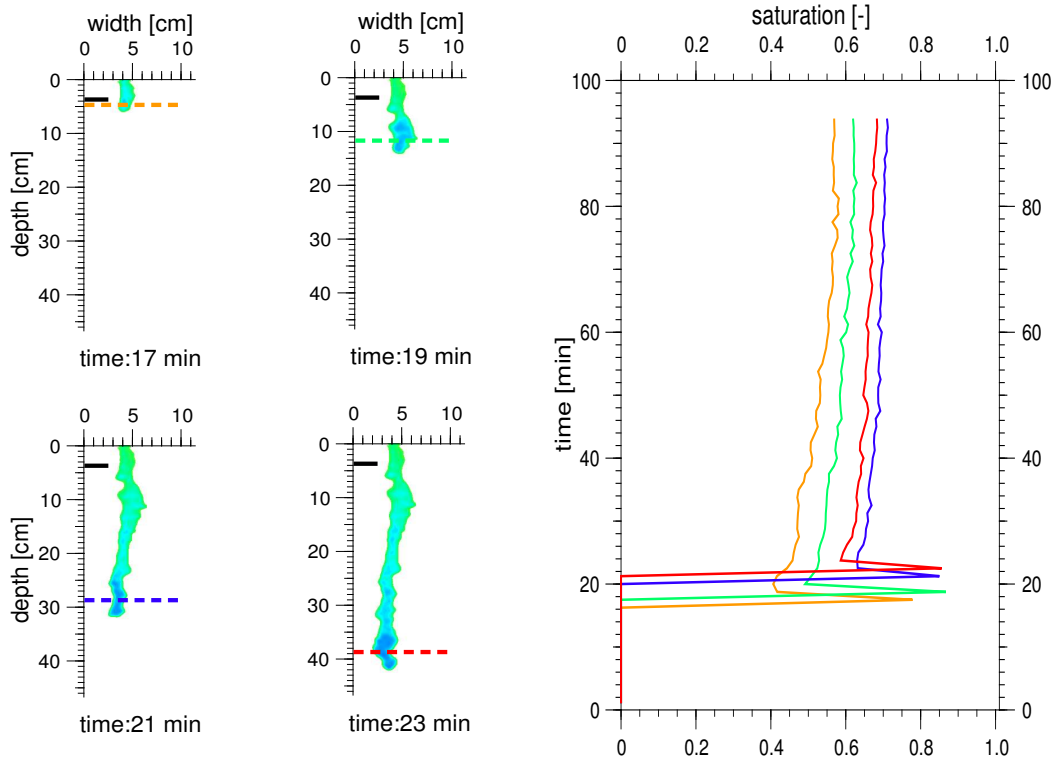 width [cm]
0 5 10
0
10
20
30
40
depth [cm]
time:17 min
width [cm]
0 5 10
0
10
20
30
40
time:19 min
0 5 10
0
10
20
30
40
depth [cm]
time:21 min
0 5 10
0
10
20
30
40
time:23 min
saturation [-]
0 0.2 0.4 0.6 0.8 1.0
100 100
80 80
60 60
time [min]
40 40
20 20
0 0
0 0.2 0.4 0.6 0.8 1.0